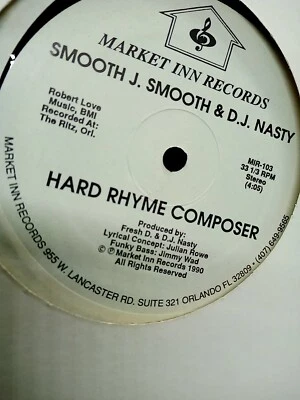 MARKET INN RECORDS
SMOOTH J. SMOOTH & D.J. NASTY
Robert Love
Music, BMI
Recorded At:
The Ritz, Orl.
MIR-103
33 1/3 RPM
Stereo
(4:05)
HARD RHYME COMPOSER
Produced by:
Fresh D. & D.J. Nasty
Lyrical Concept: Julian Rowe
Funky Bass: Jimmy Wad
© ℗ Market Inn Records 1990
All Rights Reserved
MARKET INN RECORDS 855 W. LANCASTER RD. SUITE 321 ORLANDO FL 32809 • (407) 649-8585